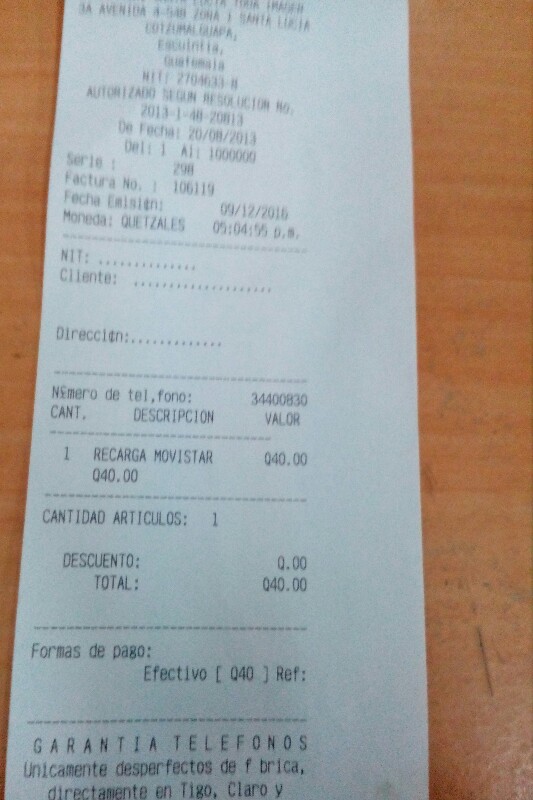 3A AVENIDA 4-548 ZONA 1 SANTA LUCIA
COTZUMALGUAPA,
Escuintla,
Guatemala
NIT: 2704633-8
AUTORIZADO SEGUN RESOLUCION No.
2013-1-48-20813
De Fecha: 20/08/2013
Del: 1 Al: 1000000
Serie : 298
Factura No. : 106119
Fecha Emisi¢n: 09/12/2016
Moneda: QUETZALES 05:04:55 p.m.
NIT: ..............
Cliente: ....................
Direcci¢n:.............
N£mero de tel‚fono: 34400830
CANT. DESCRIPCION VALOR
1 RECARGA MOVISTAR Q40.00
Q40.00
CANTIDAD ARTICULOS: 1
DESCUENTO: Q.00
TOTAL: Q40.00
Formas de pago:
Efectivo [ Q40 ] Ref:
G A R A N T I A T E L E F O N O S
Unicamente desperfectos de f brica,
directamente en Tigo, Claro y